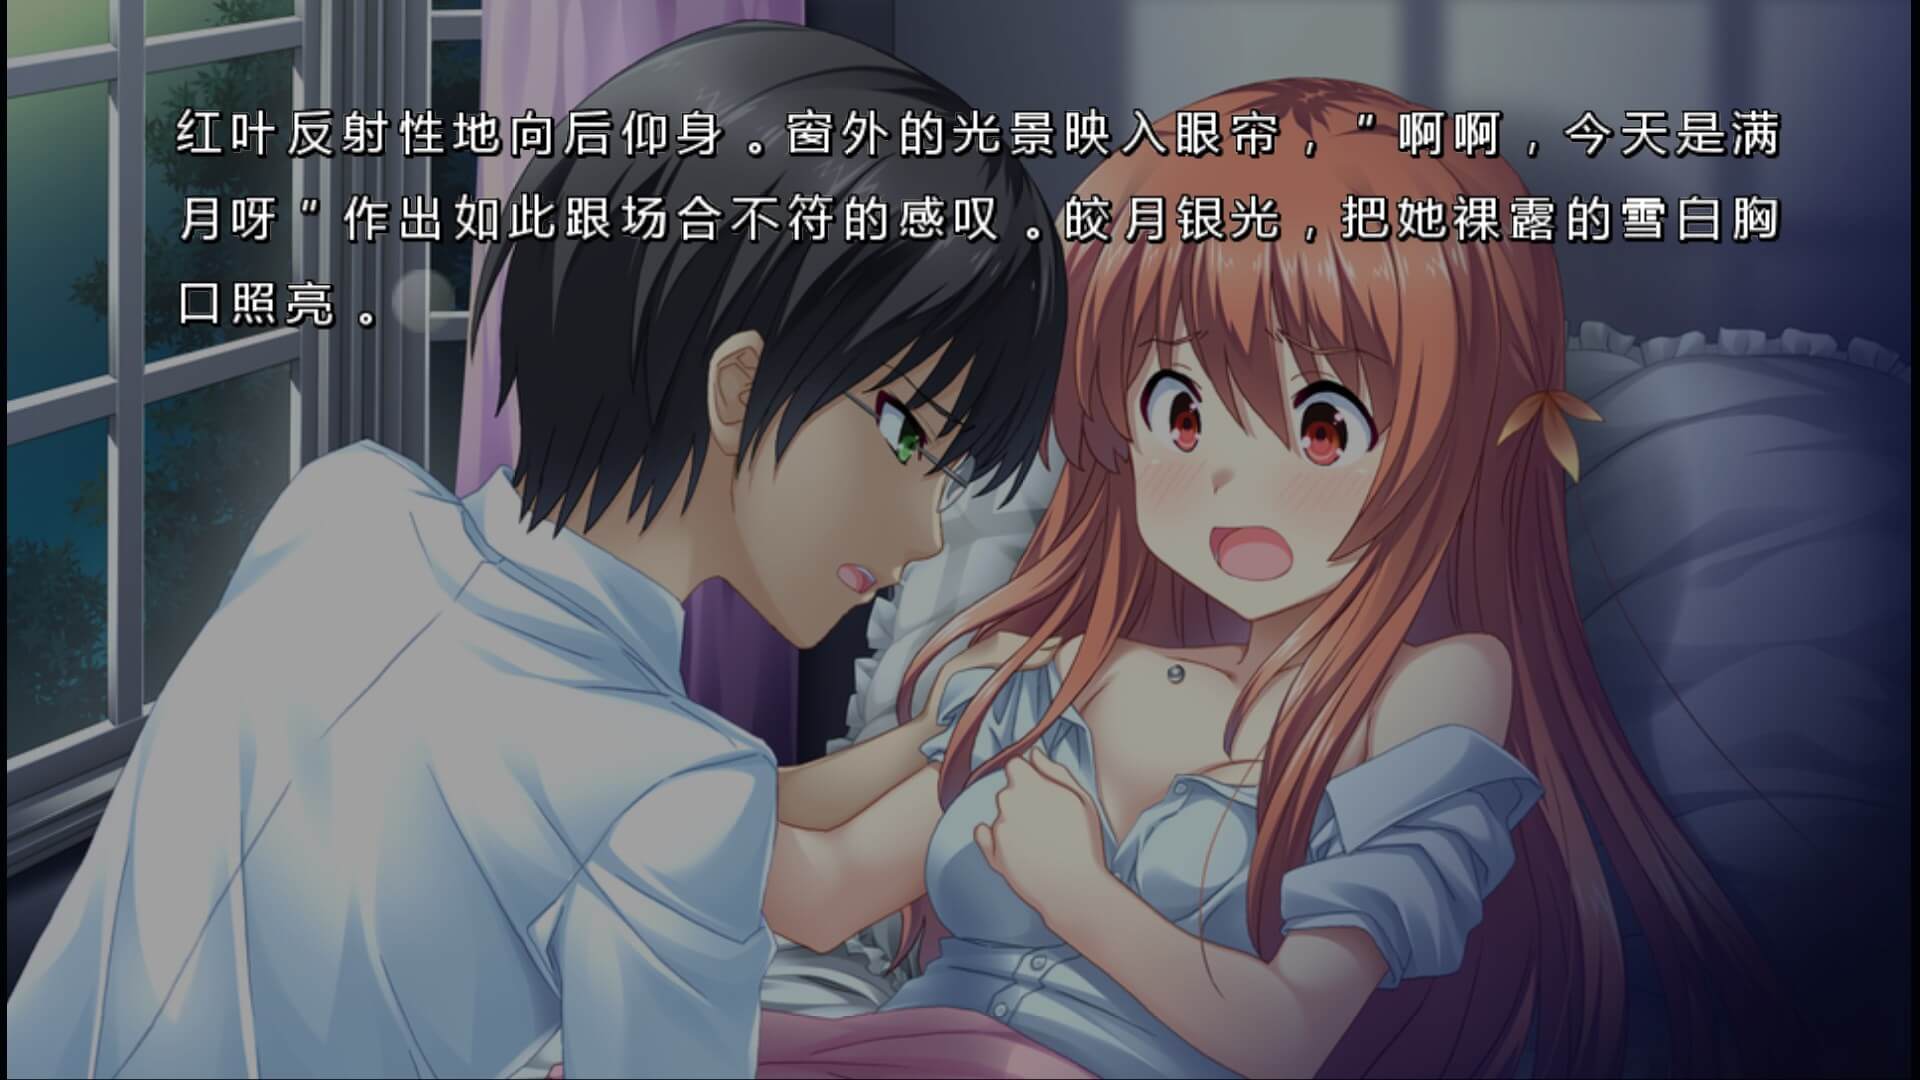 红叶反射性地向后仰身。窗外的光景映入眼帘，＂啊啊，今天是满
月呀＂作出如此跟场合不符的感叹。皎月银光，把她裸露的雪白胸
口照亮。